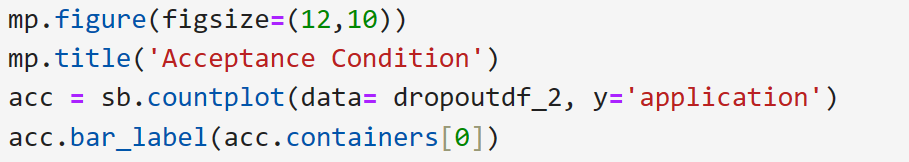 mp.figure(figsize=(12,10))
mp.title('Acceptance Condition')
acc = sb.countplot(data= dropoutdf_2, y='application')
acc.bar_label(acc.containers[0])